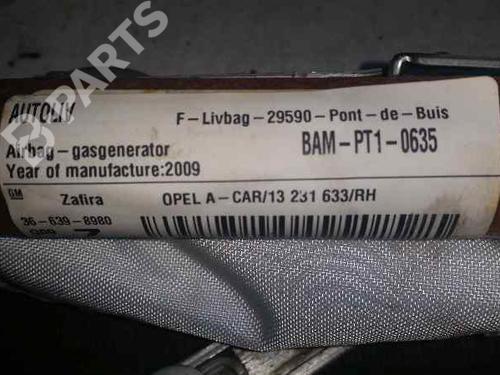 B-PARTS
AUTOLIV
F-Livbag-29590-Pont-de-Buis
Airbag-gasgenerator
BAM-PT1-0635
Year of manufacture:2009
GM
Zafira
OPEL A-CAR/13 231 633/RH
36-639-8980